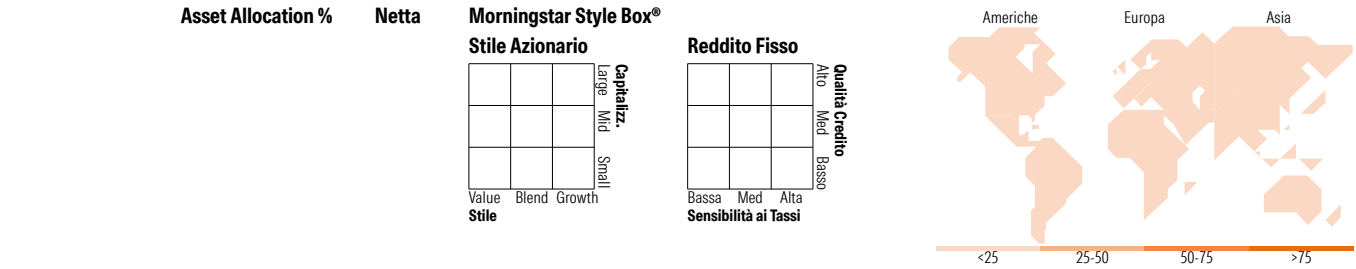 Asset Allocation % Netta
Morningstar Style Box®
Stile Azionario
Large Mid Small
Capitalizz.
Value Blend Growth
Stile
Reddito Fisso
Alto Med Basso
Qualità Credito
Bassa Med Alta
Sensibilità ai Tassi
Americhe Europa Asia
<25 25-50 50-75 >75